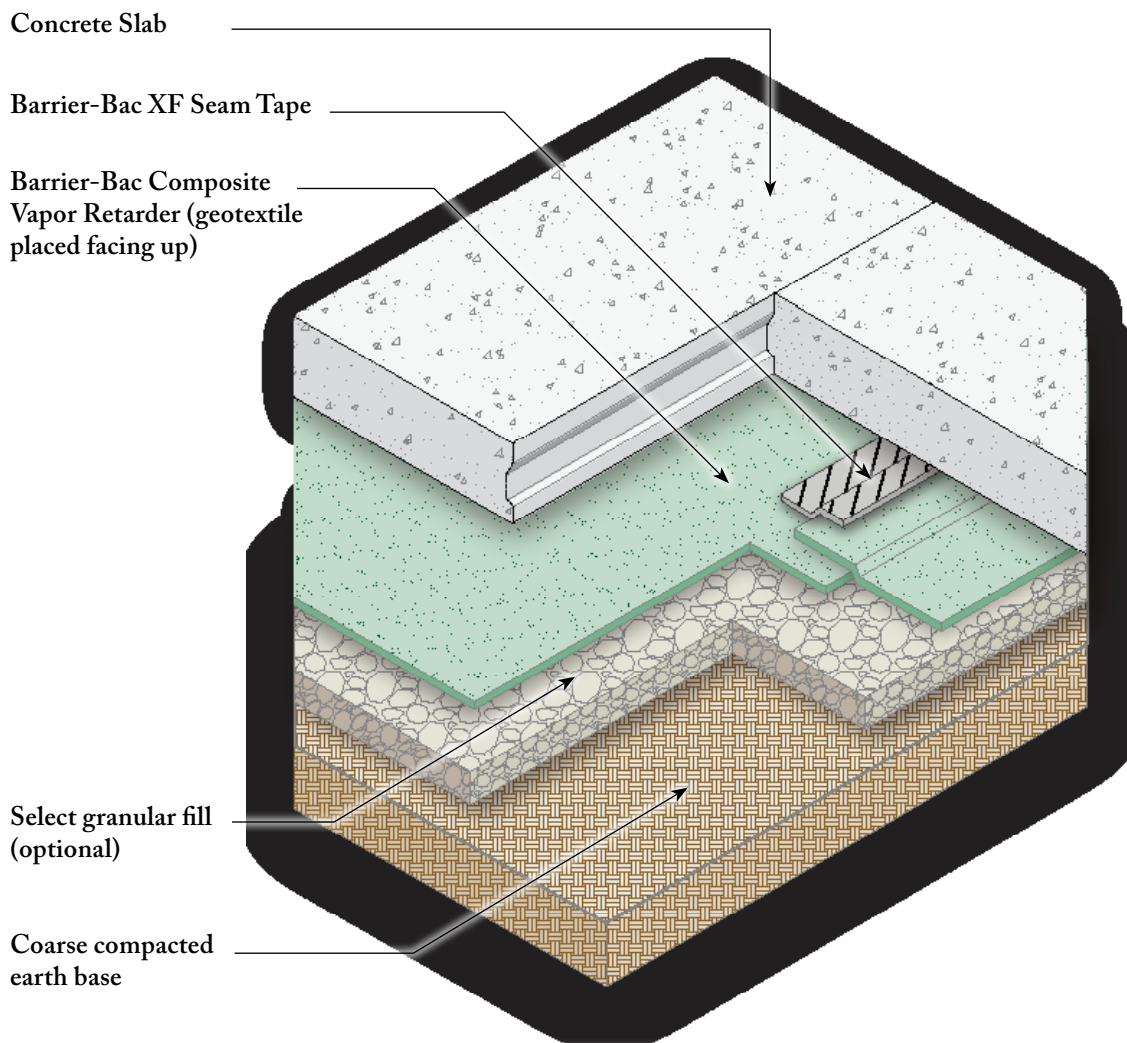 Concrete Slab
Barrier-Bac XF Seam Tape
Barrier-Bac Composite
Vapor Retarder (geotextile
placed facing up)
Select granular fill
(optional)
Coarse compacted
earth base